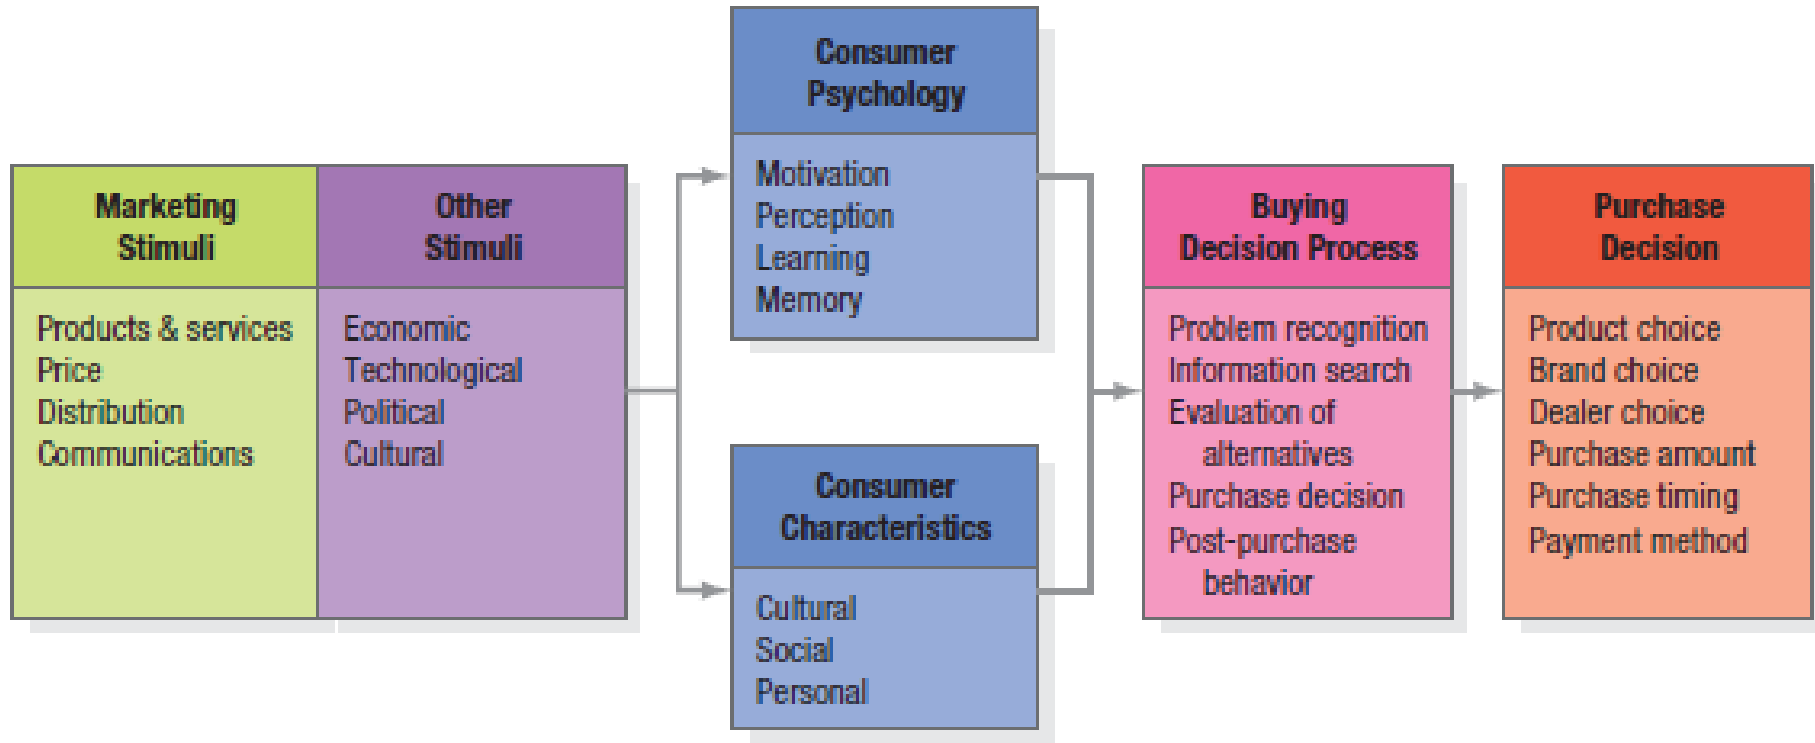 Marketing
Stimuli
Products & services
Price
Distribution
Communications
Other
Stimuli
Economic
Technological
Political
Cultural
Consumer
Psychology
Motivation
Perception
Learning
Memory
Consumer
Characteristics
Cultural
Social
Personal
Buying
Decision Process
Problem recognition
Information search
Evaluation of
alternatives
Purchase decision
Post-purchase
behavior
Purchase
Decision
Product choice
Brand choice
Dealer choice
Purchase amount
Purchase timing
Payment method